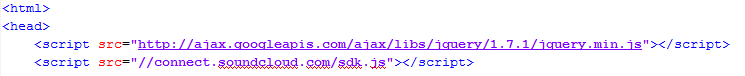 <html>
<head>
<script src="http://ajax.googleapis.com/ajax/libs/jquery/1.7.1/jquery.min.js"></script>
<script src="//connect.soundcloud.com/sdk.js"></script>